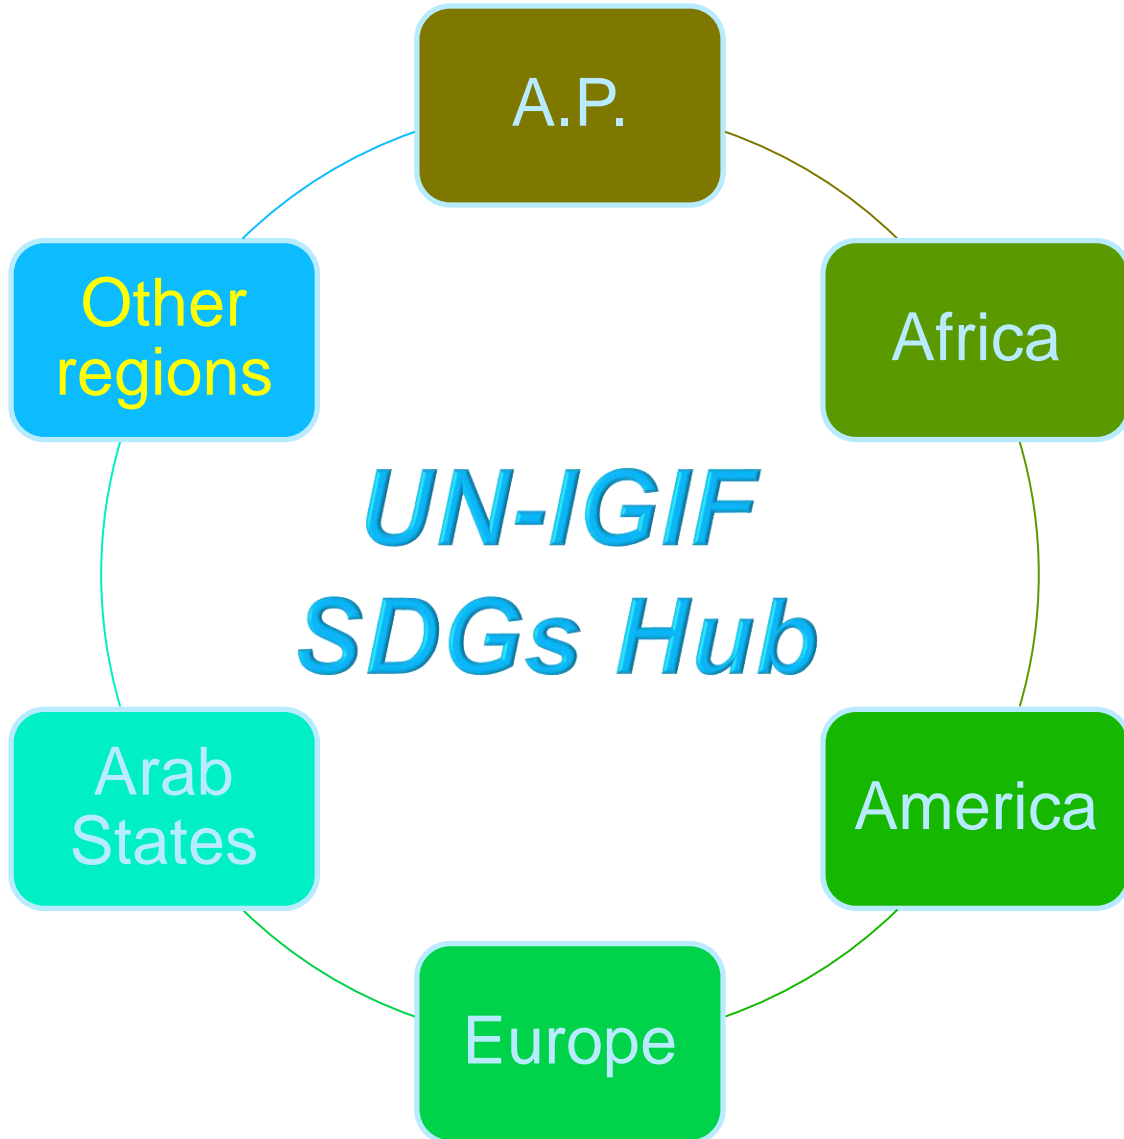 A.P.
Other
regions
Africa
UN-IGIF
SDGs Hub
Arab
States
America
Europe